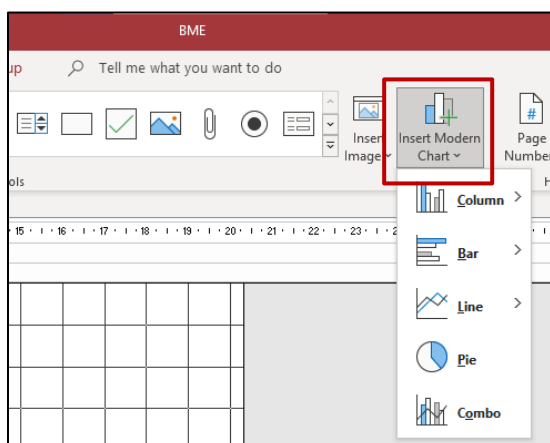 BME
up
Tell me what you want to do
Insert
Image
Insert Modern
Chart
Page
Number
ols
H
15 16 17 18 19 20 21 22 23
Column
Bar
Line
Pie
Combo